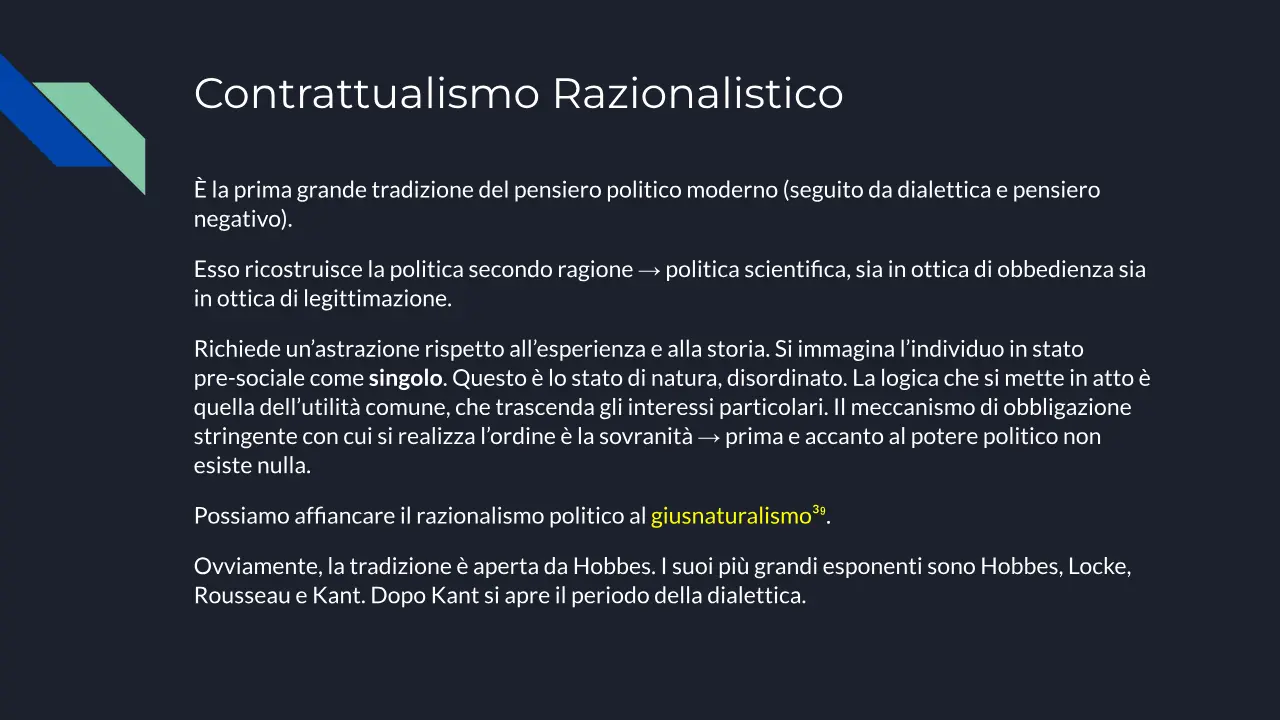 Contrattualismo Razionalistico
È la prima grande tradizione del pensiero politico moderno (seguito da dialettica e pensiero
negativo).
Esso ricostruisce la politica secondo ragione → politica scientifica, sia in ottica di obbedienza sia
in ottica di legittimazione.
Richiede un’astrazione rispetto all’esperienza e alla storia. Si immagina l’individuo in stato
pre-sociale come singolo. Questo è lo stato di natura, disordinato. La logica che si mette in atto è
quella dell’utilità comune, che trascenda gli interessi particolari. Il meccanismo di obbligazione
stringente con cui si realizza l’ordine è la sovranità → prima e accanto al potere politico non
esiste nulla.
Possiamo affiancare il razionalismo politico al giusnaturalismo³⁹.
Ovviamente, la tradizione è aperta da Hobbes. I suoi più grandi esponenti sono Hobbes, Locke,
Rousseau e Kant. Dopo Kant si apre il periodo della dialettica.